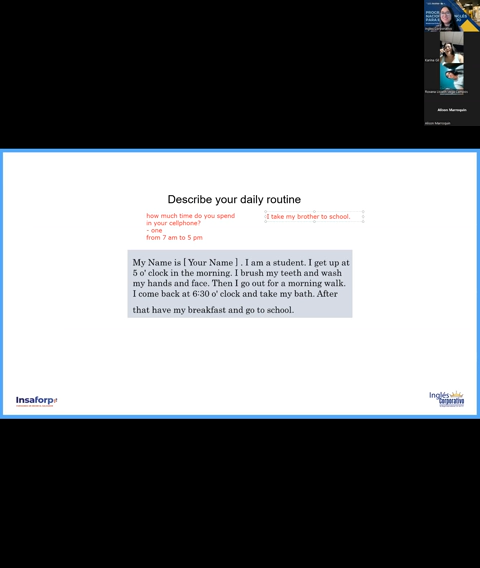 Allison Marroquin
Allison Marroquin
Describe your daily routine
how much time do you spend
in your cellphone?
- one
from 7 am to 5 pm
I take my brother to school.
My Name is [ Your Name ] . I am a student. I get up at
5 o' clock in the morning. I brush my teeth and wash
my hands and face. Then I go out for a morning walk.
I come back at 6:30 o' clock and take my bath. After
that have my breakfast and go to school.
Insaforp
Inglés
Corporativo